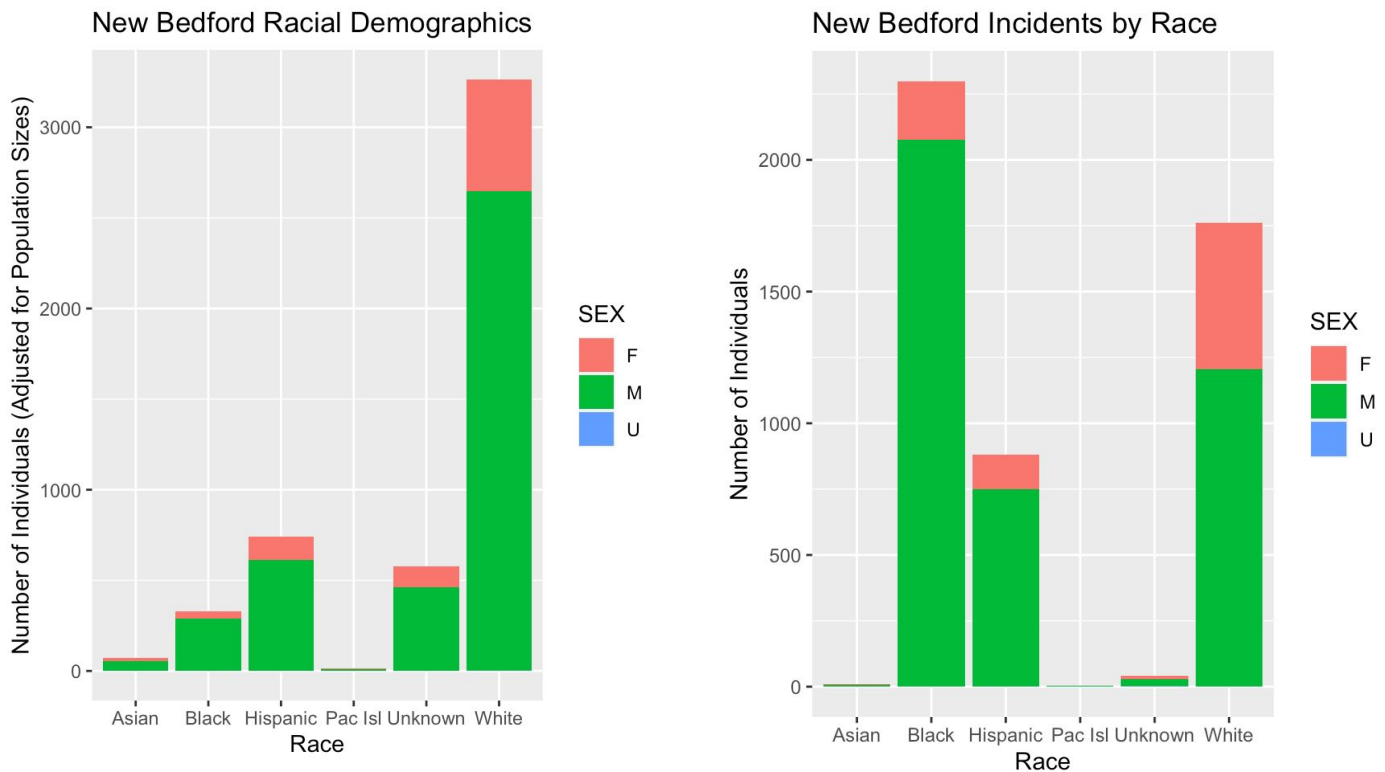 New Bedford Racial Demographics
Number of Individuals (Adjusted for Population Sizes)
3000
2000
1000
0
Asian Black Hispanic Pac Isl Unknown White
Race
SEX
F
M
U
New Bedford Incidents by Race
Number of Individuals
2000
1500
1000
500
0
Asian Black Hispanic Pac Isl Unknown White
Race
SEX
F
M
U